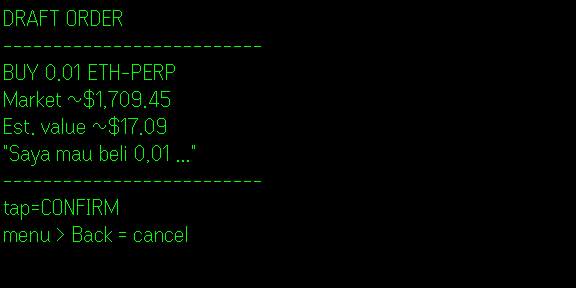 DRAFT ORDER
--------------------------
BUY 0.01 ETH-PERP
Market ~$1,709.45
Est. value ~$17.09
"Saya mau beli 0,01 ..."
--------------------------
tap=CONFIRM
menu > Back = cancel